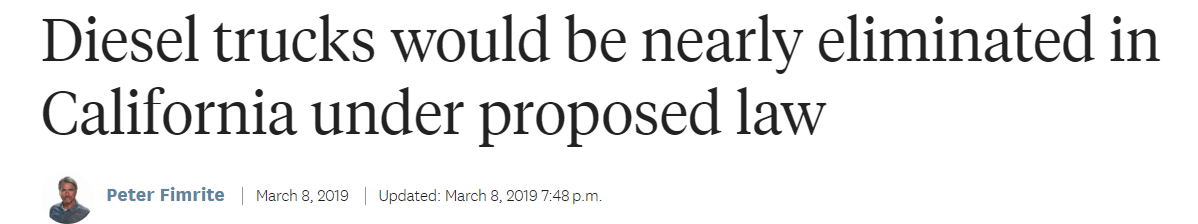 Diesel trucks would be nearly eliminated in
California under proposed law
Peter Fimrite | March 8, 2019 | Updated: March 8, 2019 7:48 p.m.